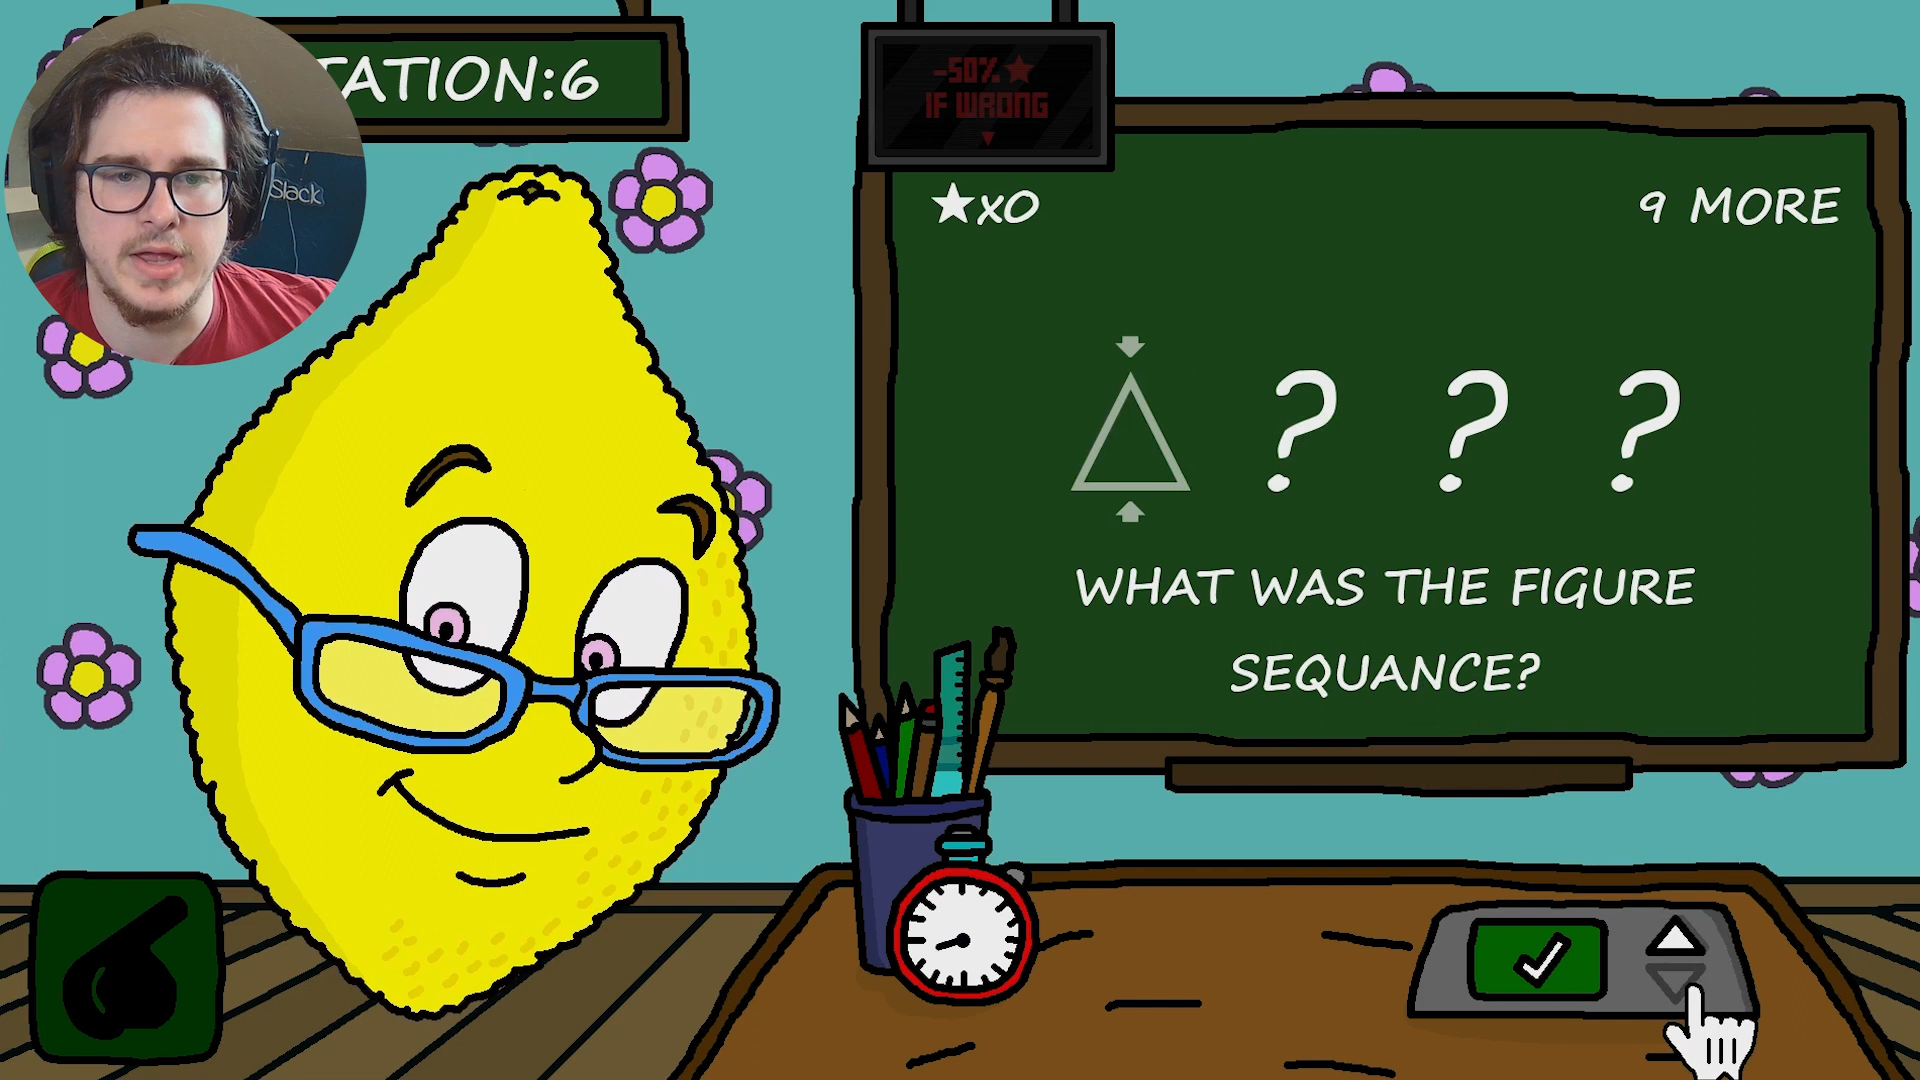 TATION:6
-50%★
IF WRONG
★x0
9 MORE
Slack
? ? ?
WHAT WAS THE FIGURE
SEQUANCE?